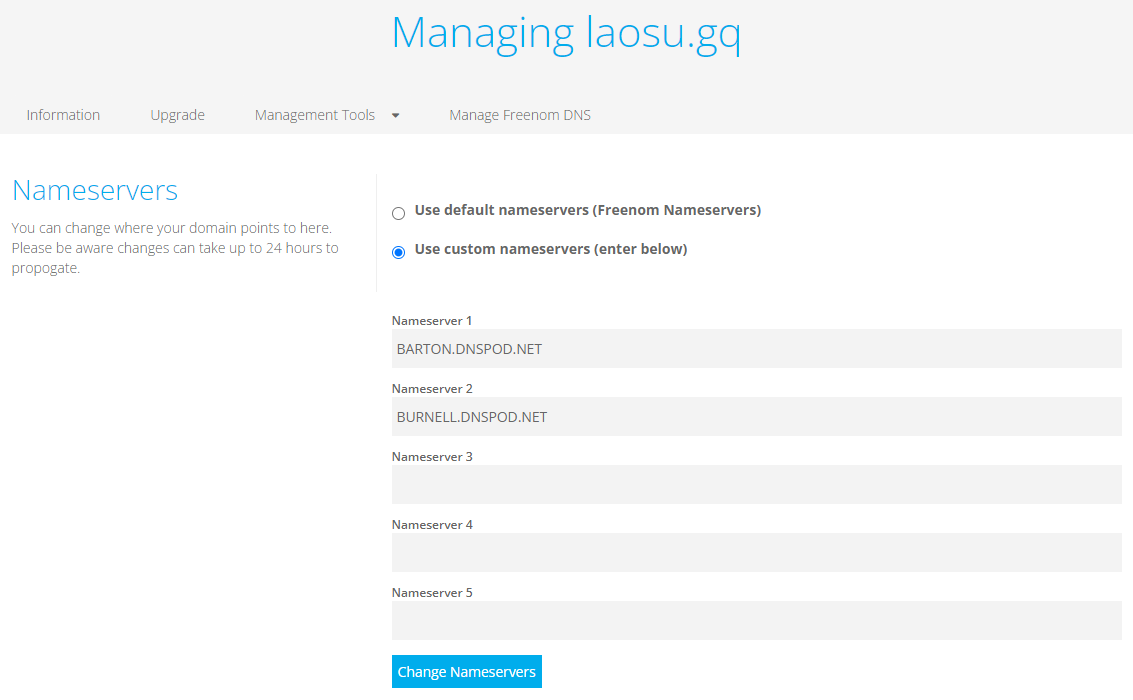 Managing laosu.gq
Information Upgrade Management Tools Manage Freenom DNS
Nameservers
You can change where your domain points to here.
Please be aware changes can take up to 24 hours to
propogate.
Use default nameservers (Freenom Nameservers)
Use custom nameservers (enter below)
Nameserver 1
BARTON.DNSPOD.NET
Nameserver 2
BURNELL.DNSPOD.NET
Nameserver 3
Nameserver 4
Nameserver 5
Change Nameservers